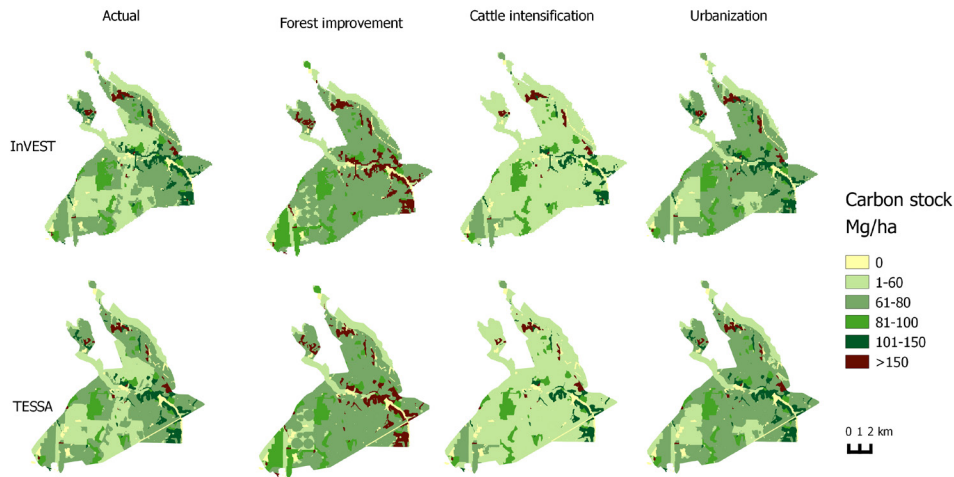 Actual
Forest improvement
Cattle intensification
Urbanization
InVEST
TESSA
Carbon stock
Mg/ha
0
1-60
61-80
81-100
101-150
>150
0 1 2 km